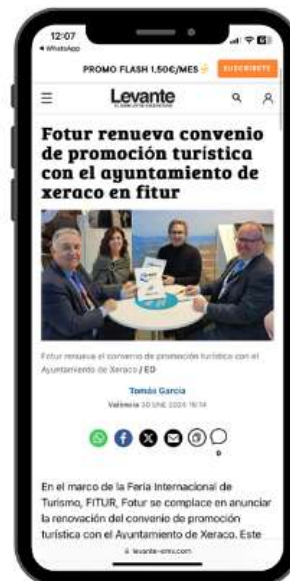 12:07
WhatsApp
PROMO FLASH 1,50€/MES
SUSCRÍBETE
Levante
Fotur renueva convenio
de promoción turística
con el ayuntamiento de
xeraco en fitur
Fotur renueva el convenio de promoción turística con el
Ayuntamiento de Xeraco / ED
Tomás García
València
0
En el marco de la Feria Internacional de
Turismo, FITUR, Fotur se complace en anunciar
la renovación del convenio de promoción
turística con el Ayuntamiento de Xeraco. Este
levante-emv.com